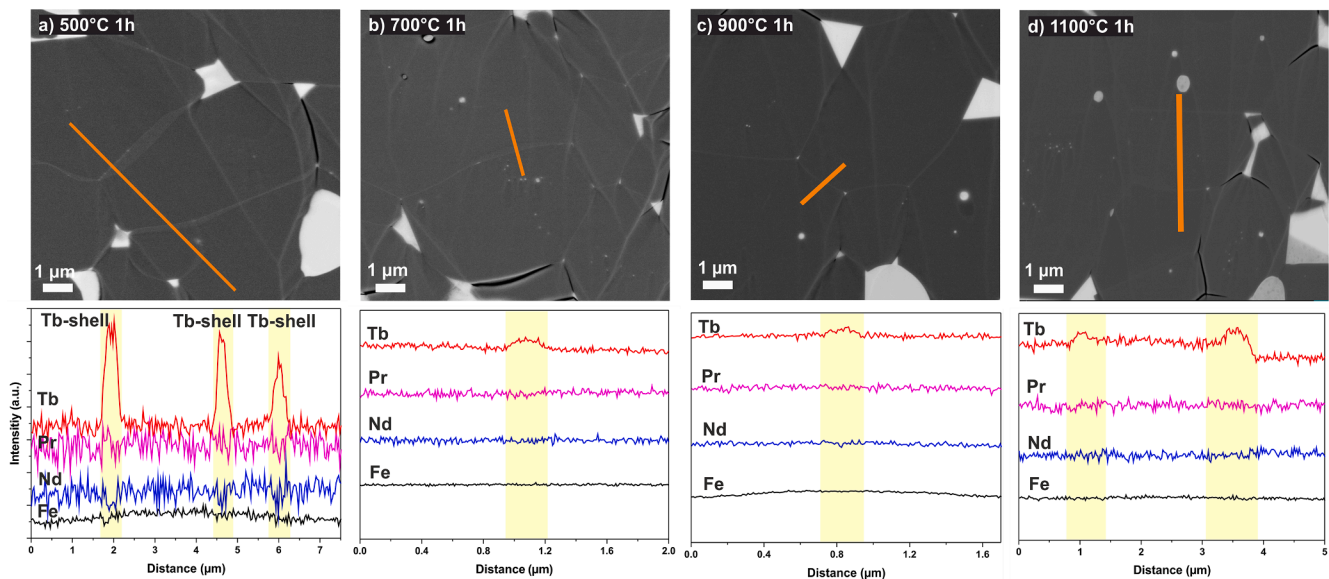 a) 500°C 1h
b) 700°C 1h
c) 900°C 1h
d) 1100°C 1h
1 µm
1 µm
1 µm
1 µm
Tb-shell
Tb-shell
Tb-shell
Tb
Pr
Nd
Fe
Intensitiy (a.u.)
0 1 2 3 4 5 6 7
Distance (µm)
Tb
Pr
Nd
Fe
0.0 0.4 0.8 1.2 1.6 2.0
Distance (µm)
Tb
Pr
Nd
Fe
0.0 0.4 0.8 1.2 1.6
Distance (µm)
Tb
Pr
Nd
Fe
0 1 2 3 4 5
Distance (µm)